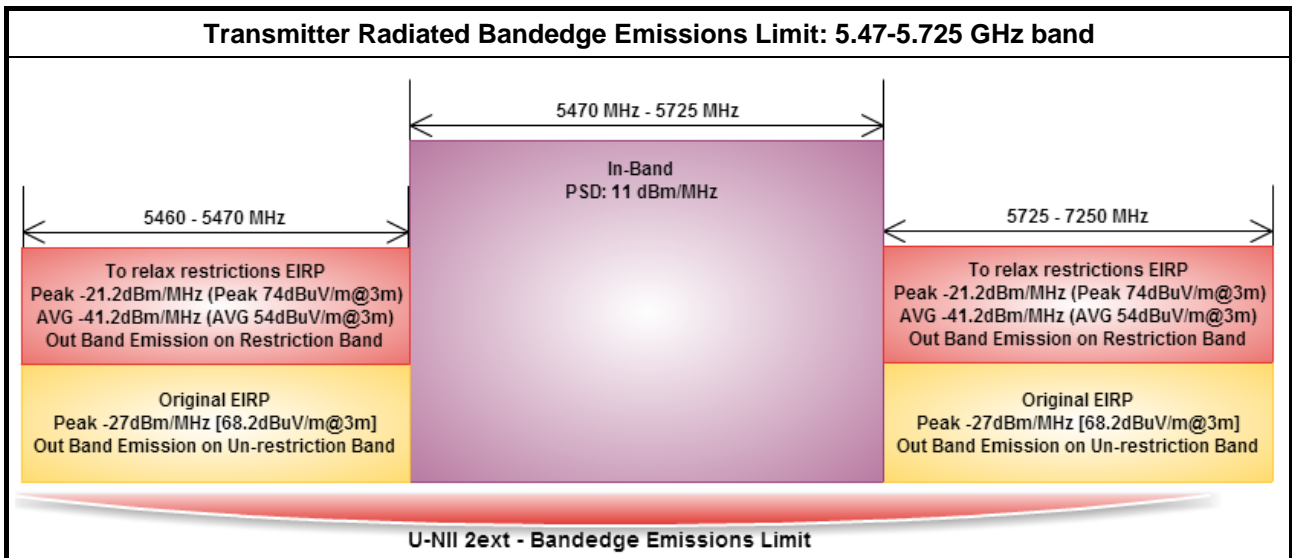 Transmitter Radiated Bandedge Emissions Limit: 5.47-5.725 GHz band
5470 MHz - 5725 MHz
In-Band
PSD: 11 dBm/MHz
5460 - 5470 MHz
To relax restrictions EIRP
Peak -21.2dBm/MHz (Peak 74dBuV/m@3m)
AVG -41.2dBm/MHz (AVG 54dBuV/m@3m)
Out Band Emission on Restriction Band
Original EIRP
Peak -27dBm/MHz [68.2dBuV/m@3m]
Out Band Emission on Un-restriction Band
5725 - 7250 MHz
To relax restrictions EIRP
Peak -21.2dBm/MHz (Peak 74dBuV/m@3m)
AVG -41.2dBm/MHz (AVG 54dBuV/m@3m)
Out Band Emission on Restriction Band
Original EIRP
Peak -27dBm/MHz [68.2dBuV/m@3m]
Out Band Emission on Un-restriction Band
U-NII 2ext - Bandedge Emissions Limit